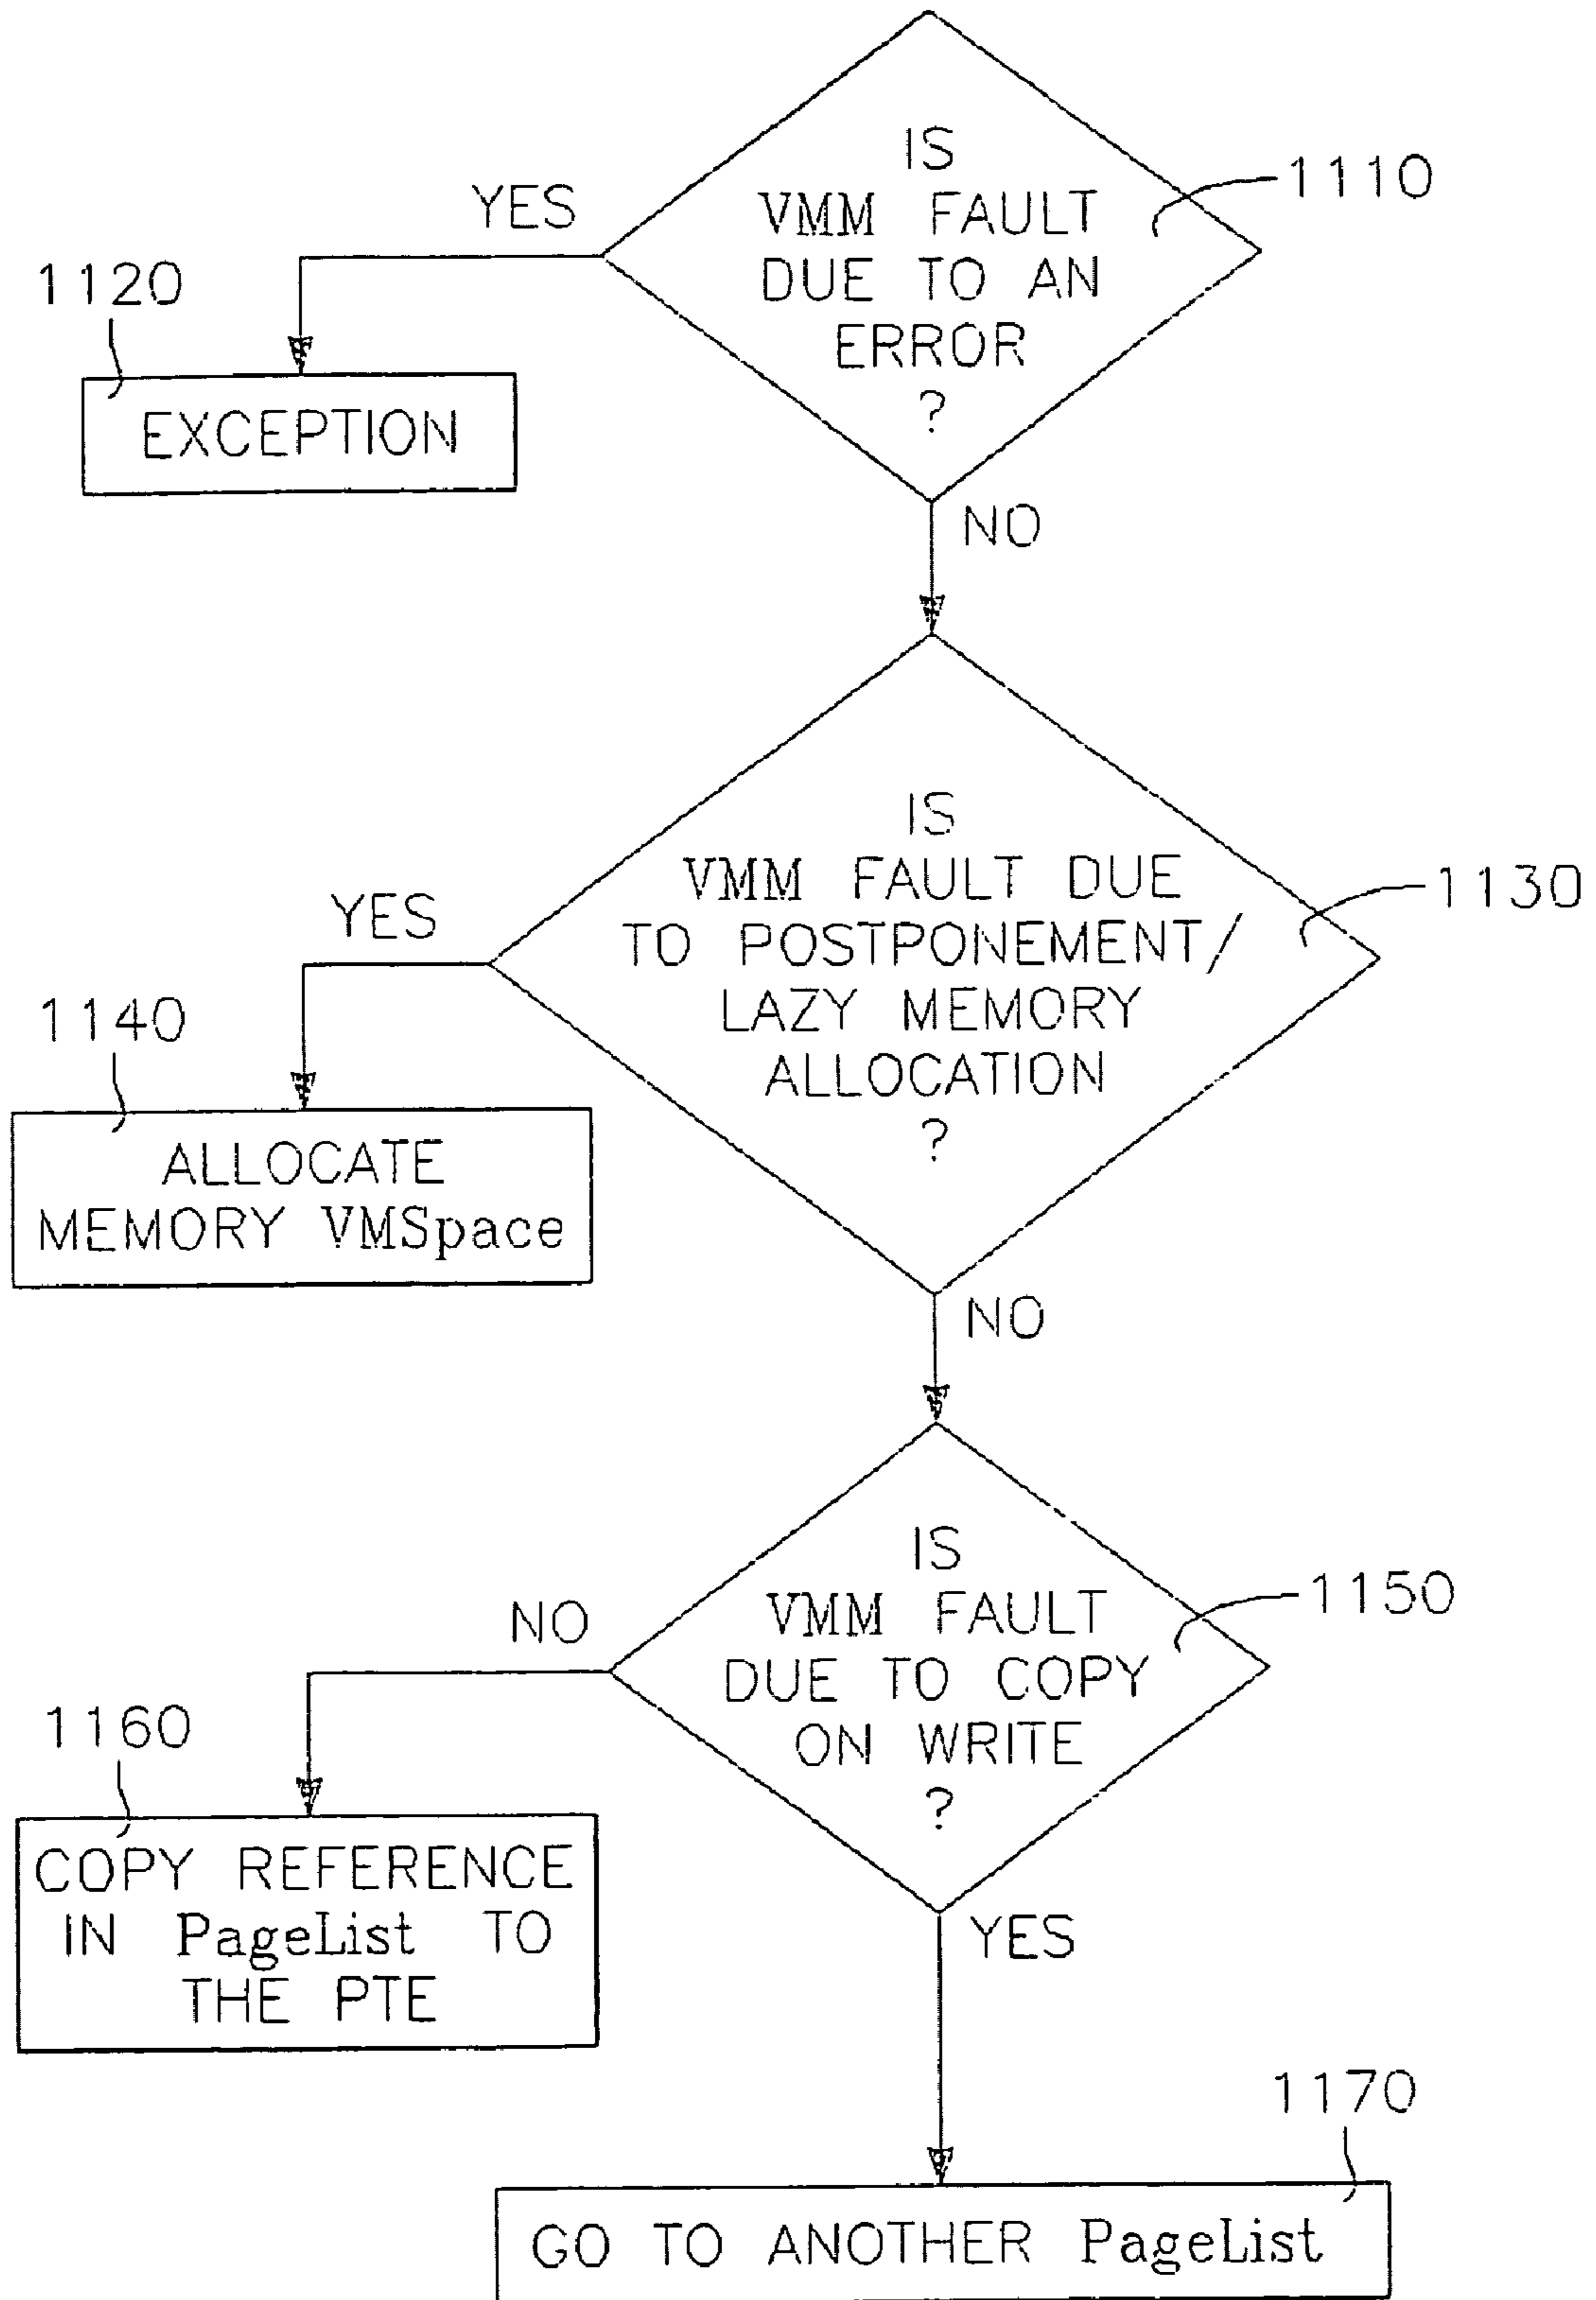 IS
VMM FAULT
DUE TO AN
ERROR
?
1110
YES
1120
EXCEPTION
NO
IS
VMM FAULT DUE
TO POSTPONEMENT/
LAZY MEMORY
ALLOCATION
?
1130
YES
1140
ALLOCATE
MEMORY VMSpace
NO
IS
VMM FAULT
DUE TO COPY
ON WRITE
?
1150
NO
1160
COPY REFERENCE
IN PageList TO
THE PTE
YES
1170
GO TO ANOTHER PageList